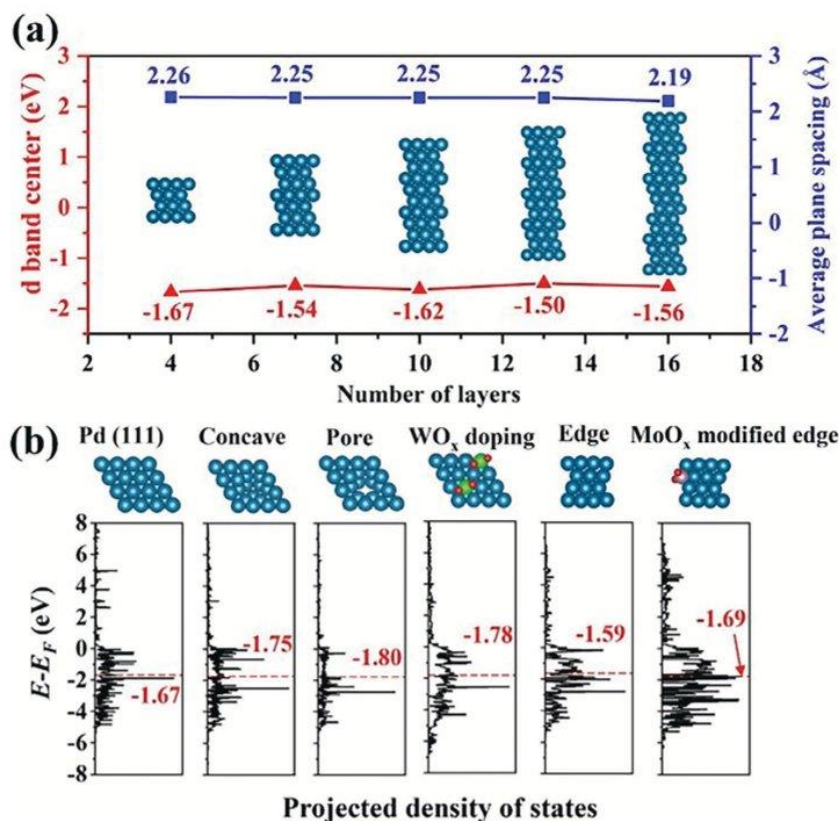 (a)
d band center (eV)
3
2
1
0
-1
-2
2.26 2.25 2.25 2.25 2.19
-1.67 -1.54 -1.62 -1.50 -1.56
3
2
1
0
-1
-2
Average plane spacing (Å)
2 4 6 8 10 12 14 16 18
Number of layers
(b)
Pd (111) Concave Pore WOₓ doping Edge MoOₓ modified edge
E-E_F (eV)
8
6
4
2
0
-2
-4
-6
-8
-1.67 -1.75 -1.80 -1.78 -1.59 -1.69
Projected density of states